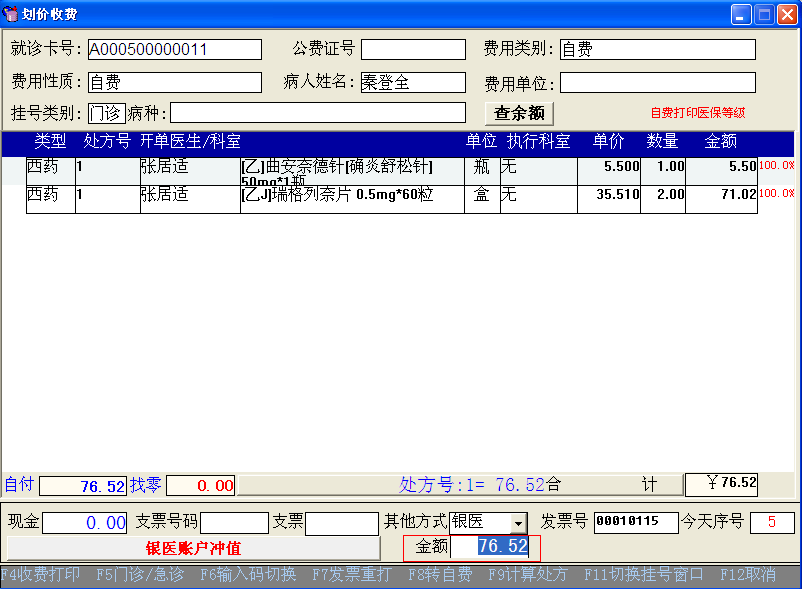 划价收费
就诊卡号: A000500000011 公费证号 费用类别: 自费
费用性质: 自费 病人姓名: 秦登全 费用单位:
挂号类别: 门诊 病种: 查余额 自费打印医保等级
类型 处方号 开单医生/科室 单位 执行科室 单价 数量 金额
西药 1 张居适 [乙]曲安奈德针[确炎舒松针] 瓶 无 5.500 1.00 5.50 100.0%
50mg*1瓶
西药 1 张居适 [乙J]瑞格列奈片 0.5mg*60粒 盒 无 35.510 2.00 71.02 100.0%
自付 76.52 找零 0.00 处方号:1= 76.52合 计 ￥76.52
现金 0.00 支票号码 支票 其他方式 银医 发票号 00010115 今天序号 5
银医账户冲值 金额 76.52
F4收费打印 F5门诊/急诊 F6输入码切换 F7发票重打 F8转自费 F9计算处方 F11切换挂号窗口 F12取消